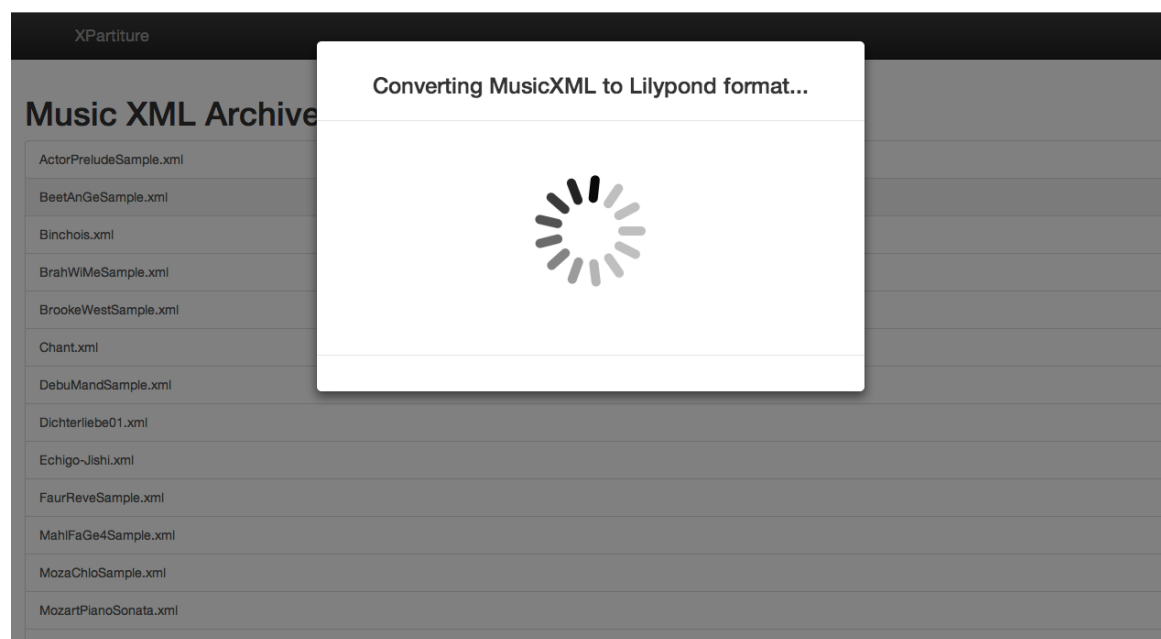 XPartiture
Converting MusicXML to Lilypond format...
Music XML Archive
ActorPreludeSample.xml
BeetAnGeSample.xml
Binchois.xml
BrahWiMeSample.xml
BrookeWestSample.xml
Chant.xml
DebuMandSample.xml
Dichterliebe01.xml
Echigo-Jishi.xml
FaurReveSample.xml
MahlFaGe4Sample.xml
MozaChloSample.xml
MozartPianoSonata.xml